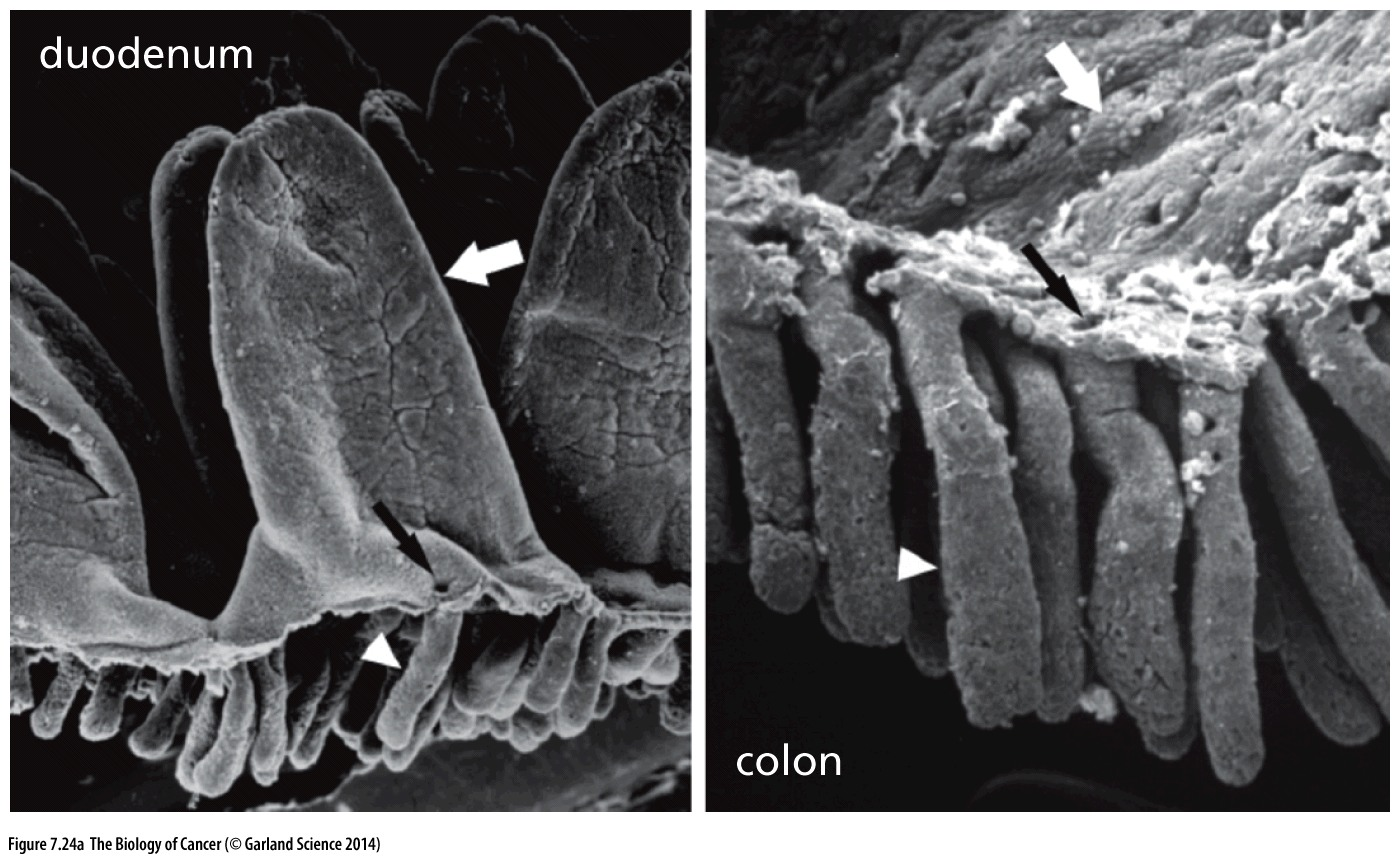 duodenum
colon
Figure 7.24a The Biology of Cancer (© Garland Science 2014)